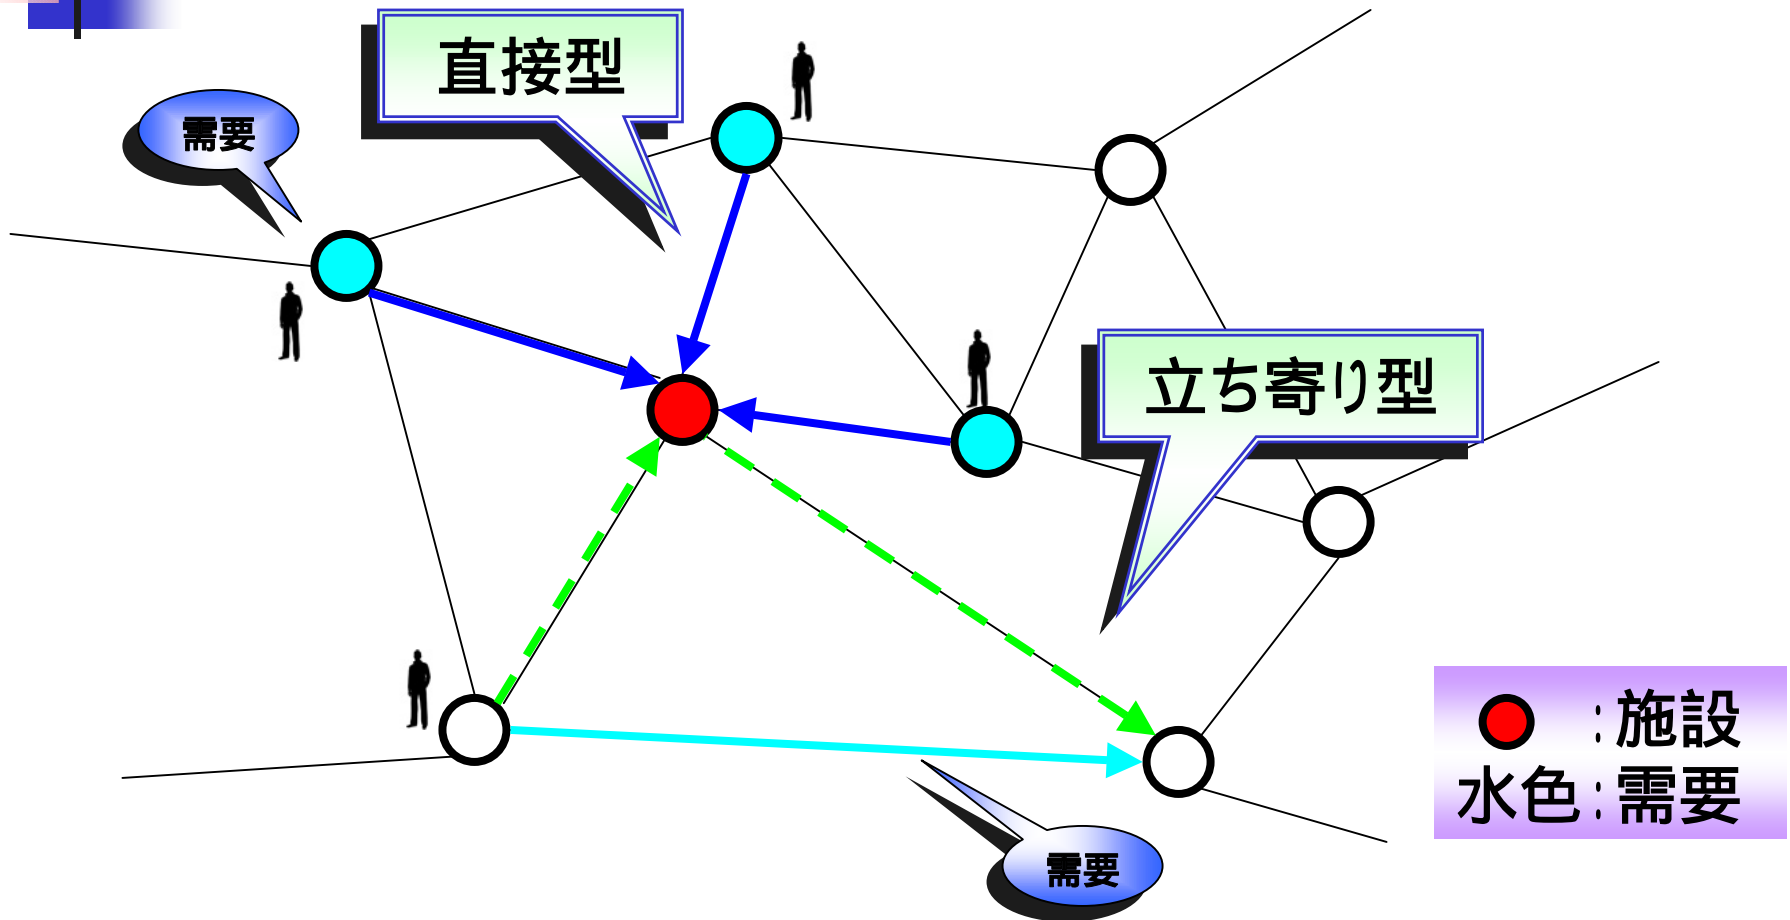 直接型
需要
立ち寄り型
：施設
水色：需要
需要